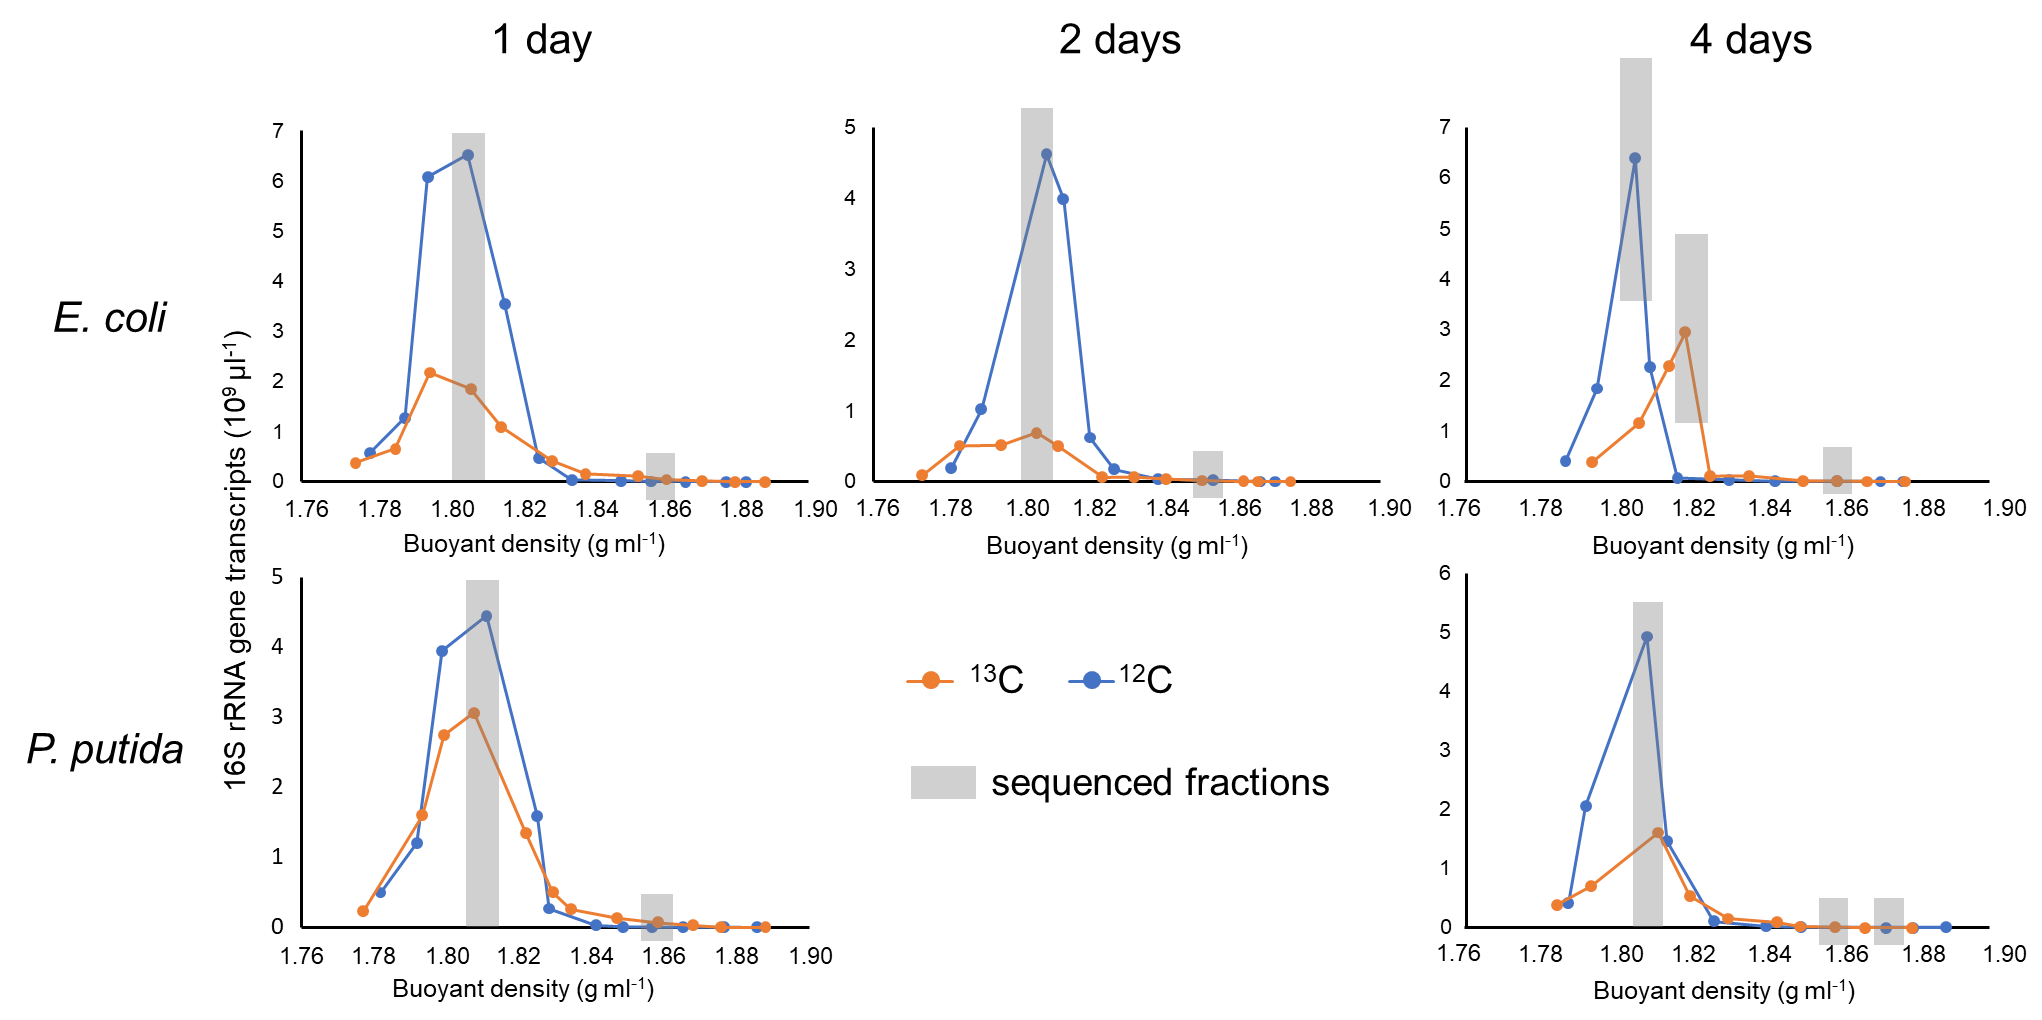 1 day
2 days
4 days
E. coli
P. putida
16S rRNA gene transcripts (10⁹ µl⁻¹)
7
6
5
4
3
2
1
0
1.76 1.78 1.80 1.82 1.84 1.86 1.88 1.90
Buoyant density (g ml⁻¹)
5
4
3
2
1
0
1.76 1.78 1.80 1.82 1.84 1.86 1.88 1.90
Buoyant density (g ml⁻¹)
7
6
5
4
3
2
1
0
1.76 1.78 1.80 1.82 1.84 1.86 1.88 1.90
Buoyant density (g ml⁻¹)
5
4
3
2
1
0
1.76 1.78 1.80 1.82 1.84 1.86 1.88 1.90
Buoyant density (g ml⁻¹)
¹³C ¹²C
sequenced fractions
6
5
4
3
2
1
0
1.76 1.78 1.80 1.82 1.84 1.86 1.88 1.90
Buoyant density (g ml⁻¹)